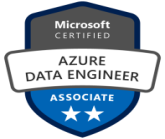 Microsoft
CERTIFIED
AZURE
DATA ENGINEER
ASSOCIATE